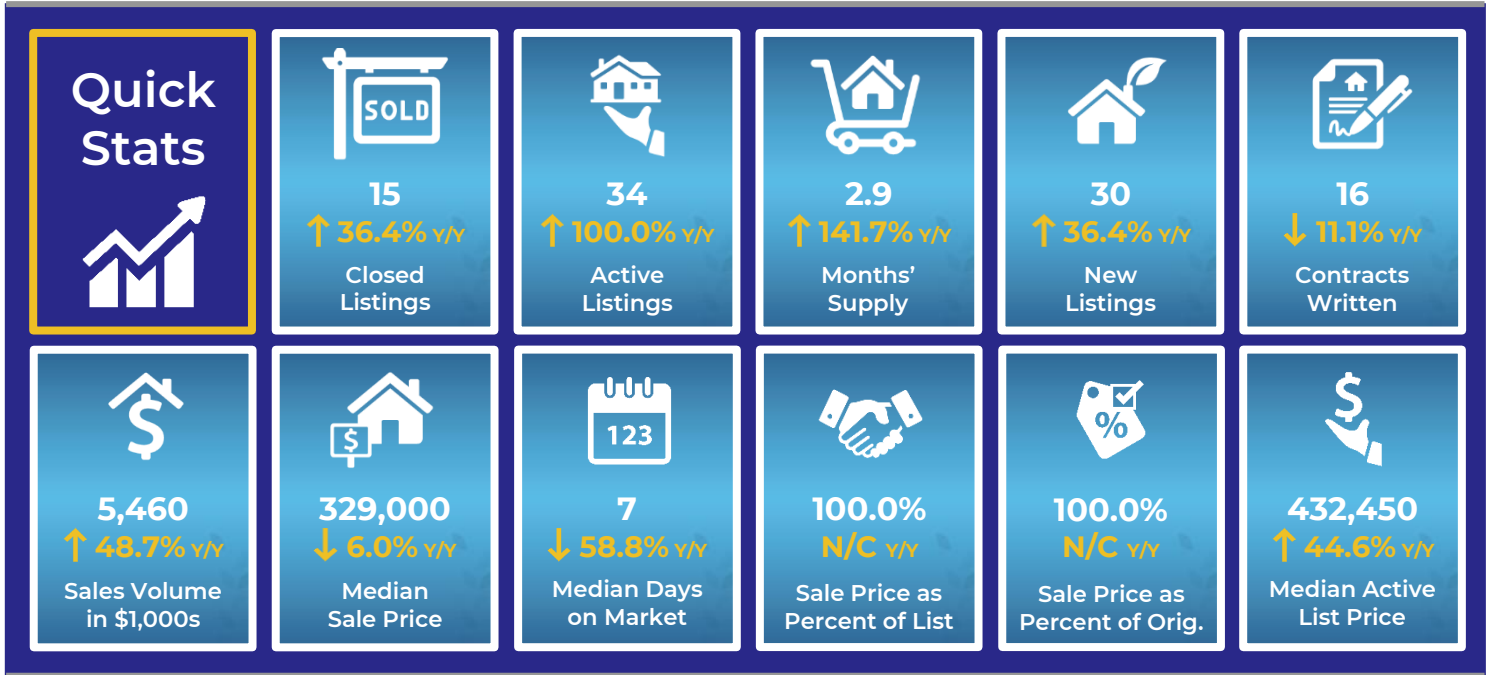 Quick
Stats
SOLD
15
↑ 36.4% Y/Y
Closed
Listings
34
↑ 100.0% Y/Y
Active
Listings
2.9
↑ 141.7% Y/Y
Months’
Supply
30
↑ 36.4% Y/Y
New
Listings
16
↓ 11.1% Y/Y
Contracts
Written
$
5,460
↑ 48.7% Y/Y
Sales Volume
in $1,000s
$
329,000
↓ 6.0% Y/Y
Median
Sale Price
123
7
↓ 58.8% Y/Y
Median Days
on Market
100.0%
N/C Y/Y
Sale Price as
Percent of List
%
100.0%
N/C Y/Y
Sale Price as
Percent of Orig.
$
432,450
↑ 44.6% Y/Y
Median Active
List Price